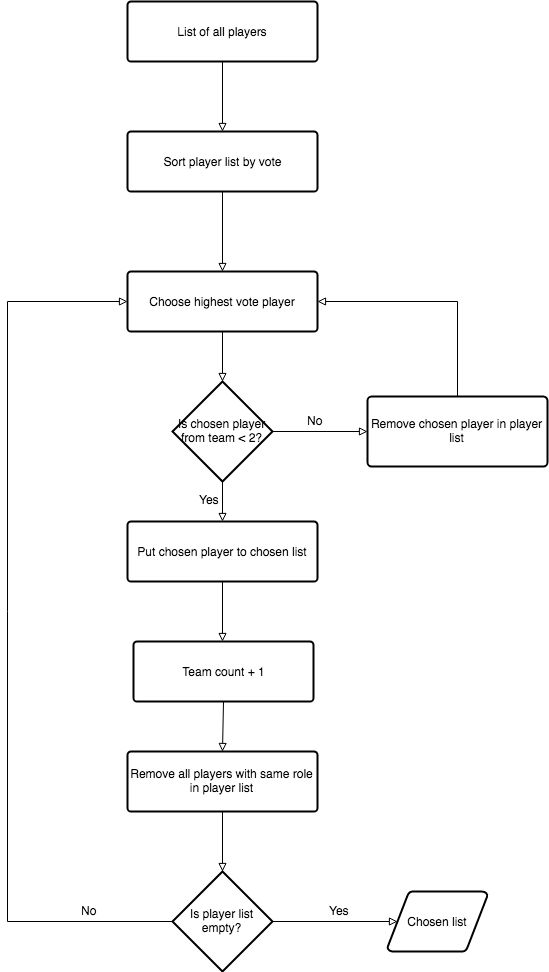 List of all players
Sort player list by vote
Choose highest vote player
Is chosen player
from team < 2?
No
Remove chosen player in player
list
Yes
Put chosen player to chosen list
Team count + 1
Remove all players with same role
in player list
Is player list
empty?
No
Yes
Chosen list